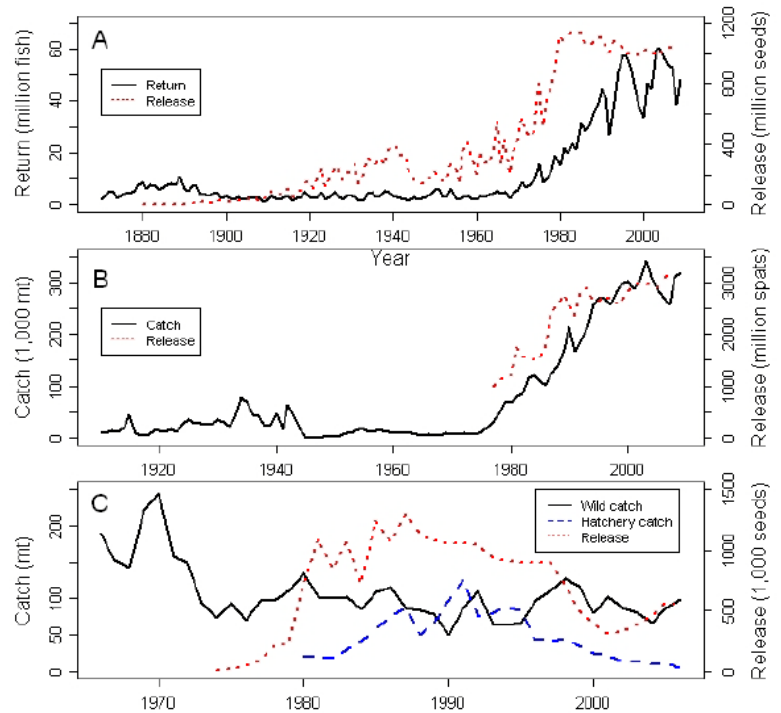 A
Return (million fish)
0 10 20 40 60
Return
Release
0 400 800 1200
Release (million seeds)
1880 1900 1920 1940 1960 1980 2000
Year
B
Catch (1,000 mt)
0 100 200 300
Catch
Release
0 1000 2000 3000
Release (million spats)
1920 1940 1960 1980 2000
C
Catch (mt)
0 50 100 200
Wild catch
Hatchery catch
Release
0 500 1000 1500
Release (1,000 seeds)
1970 1980 1990 2000